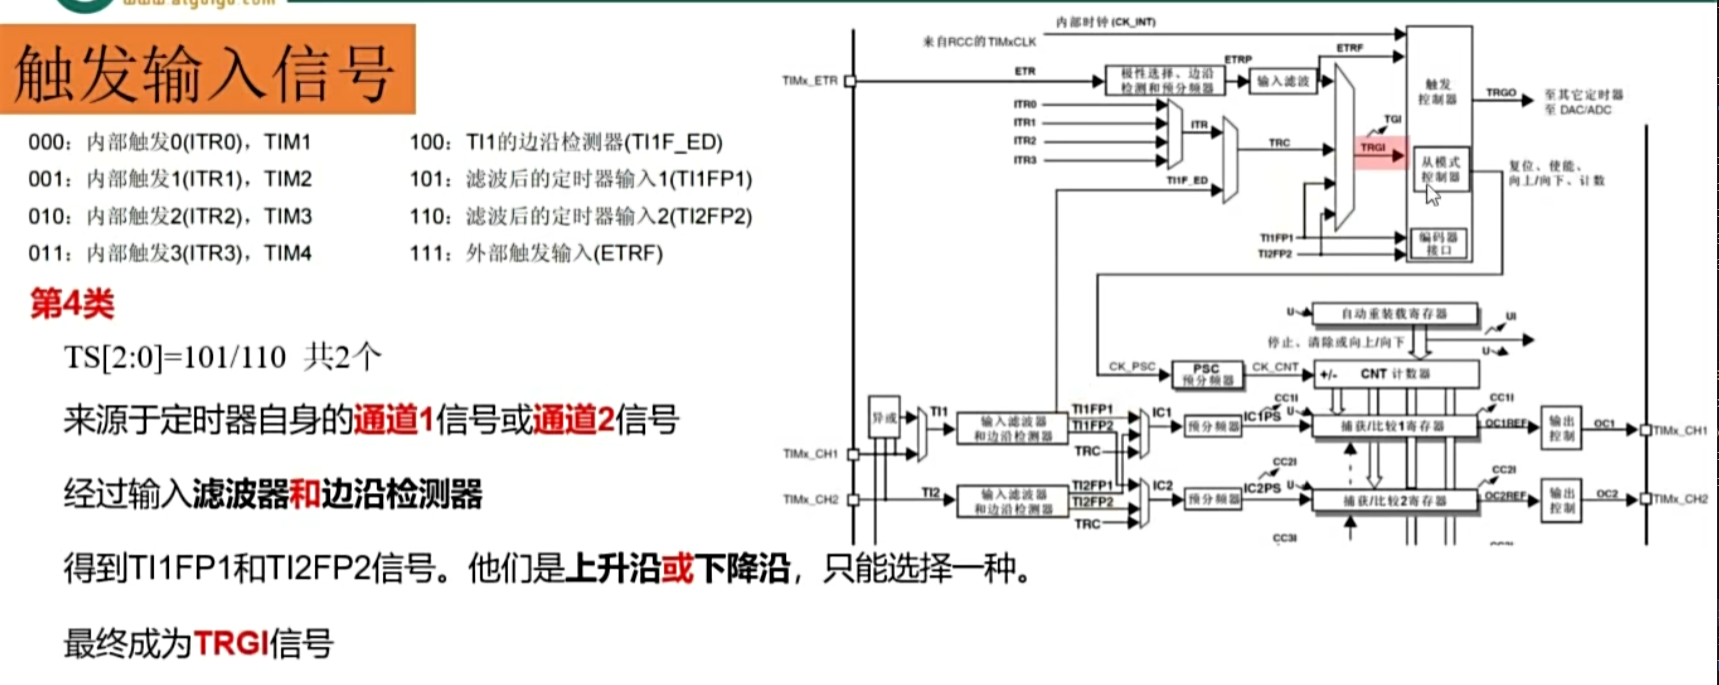 www.atguigu.com
触发输入信号
000：内部触发0(ITR0)，TIM1
001：内部触发1(ITR1)，TIM2
010：内部触发2(ITR2)，TIM3
011：内部触发3(ITR3)，TIM4
100：TI1的边沿检测器(TI1F_ED)
101：滤波后的定时器输入1(TI1FP1)
110：滤波后的定时器输入2(TI2FP2)
111：外部触发输入(ETRF)
第4类
TS[2:0]=101/110 共2个
来源于定时器自身的通道1信号或通道2信号
经过输入滤波器和边沿检测器
得到TI1FP1和TI2FP2信号。他们是上升沿或下降沿，只能选择一种。
最终成为TRGI信号
内部时钟 (CK_INT)
来自RCC的TIMxCLK
ETRF
TIMx_ETR
ETR
极性选择、边沿
检测和预分频器
ETRP
输入滤波
触发
控制器
TRGO
至其它定时器
至 DAC/ADC
ITR0
ITR1
ITR2
ITR3
ITR
TRC
TI1F_ED
TGI
TRGI
从模式
控制器
复位、使能、
向上/向下、计数
TI1FP1
TI2FP2
编码器
接口
U
自动重装载寄存器
UI
停止、清除或向上/向下
U
CK_PSC
PSC
预分频器
CK_CNT
+/-
CNT 计数器
异或
TI1
输入滤波器
和边沿检测器
TI1FP1
TI1FP2
TRC
IC1
预分频器
IC1PS
CC1I
U
捕获/比较1寄存器
CC1I
OC1REF
输出
控制
OC1
TIMx_CH1
TIMx_CH1
TIMx_CH2
TI2
输入滤波器
和边沿检测器
TI2FP1
TI2FP2
TRC
IC2
预分频器
IC2PS
CC2I
U
捕获/比较2寄存器
CC2I
OC2REF
输出
控制
OC2
TIMx_CH2
CC3I